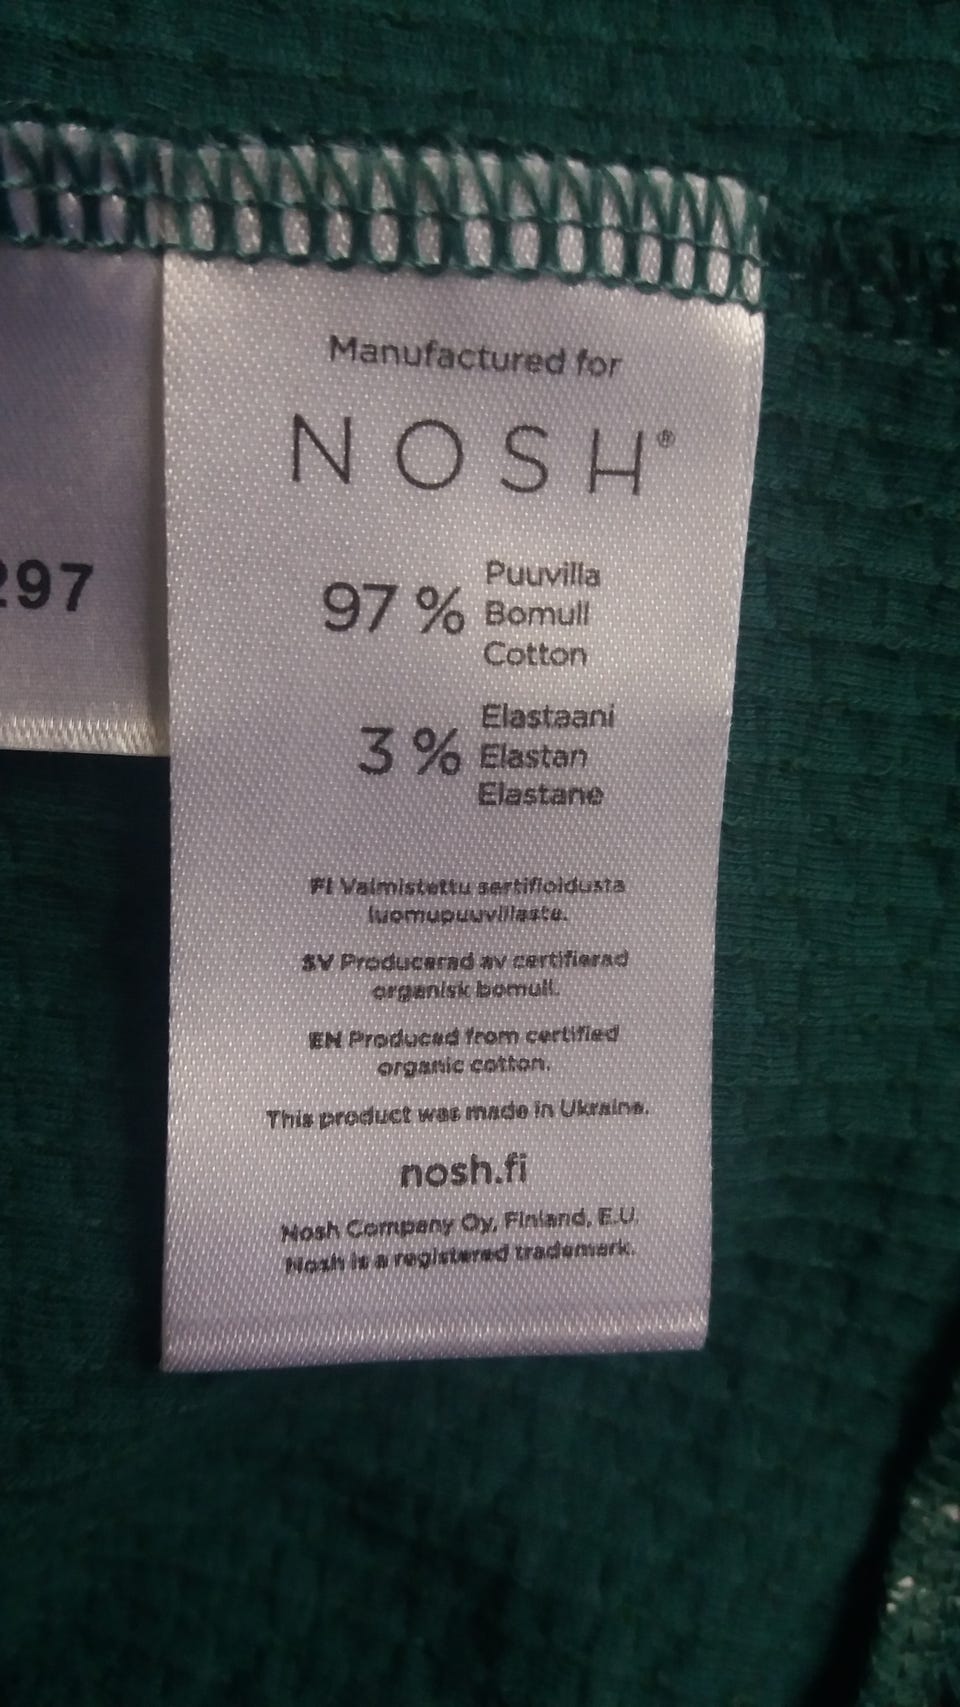 Manufactured for
NOSH®
297
97 % Puuvilla
Bomull
Cotton
3 % Elastaani
Elastan
Elastane
FI Valmistettu sertifioidusta
luomupuuvillasta.
SV Producerad av certifierad
organisk bomull.
EN Produced from certified
organic cotton.
This product was made in Ukraine.
nosh.fi
Nosh Company Oy, Finland, E.U.
Nosh is a registered trademark.